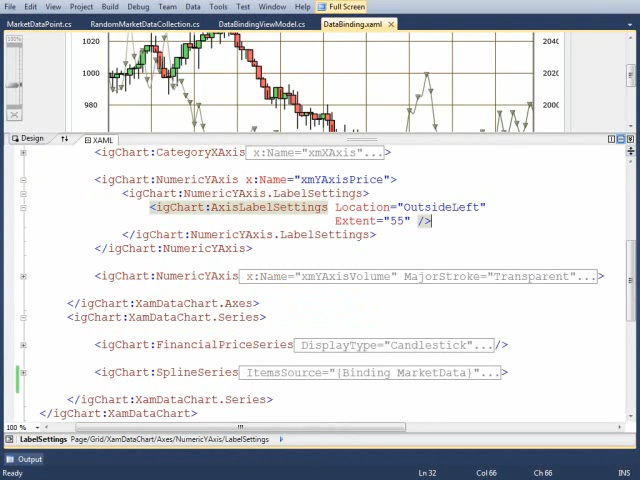 File Edit View Project Build Debug Team Data Tools Test Window Help Full Screen
MarketDataPoint.cs RandomMarketDataCollection.cs DataBindingViewModel.cs DataBinding.xaml
100%
1020
1000
980
2040
2020
2000
Design XAML
<igChart:CategoryXAxis x:Name="xmXAxis"...>
<igChart:NumericYAxis x:Name="xmYAxisPrice">
<igChart:NumericYAxis.LabelSettings>
<igChart:AxisLabelSettings Location="OutsideLeft"
Extent="55" />
</igChart:NumericYAxis.LabelSettings>
</igChart:NumericYAxis>
<igChart:NumericYAxis x:Name="xmYAxisVolume" MajorStroke="Transparent"...>
</igChart:XamDataChart.Axes>
<igChart:XamDataChart.Series>
<igChart:FinancialPriceSeries DisplayType="Candlestick".../>
<igChart:SplineSeries ItemsSource="{Binding MarketData}"...>
</igChart:XamDataChart.Series>
</igChart:XamDataChart>
100 %
LabelSettings Page/Grid/XamDataChart/Axes/NumericYAxis/LabelSettings
Output
Ready Ln 32 Col 66 Ch 66 INS